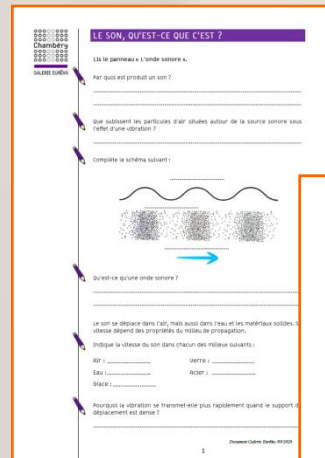 LE SON, QU'EST-CE QUE C'EST ?
Chambéry
GALERIE EURÊKA
Lis le panneau « L'onde sonore ».
Par quoi est produit un son ?
Que subissent les particules d'air situées autour de la source sonore sous
l'effet d'une vibration ?
Complète le schéma suivant :
Qu'est-ce qu'une onde sonore ?
Le son se déplace dans l'air, mais aussi dans l'eau et les matériaux solides. S
vitesse dépend des propriétés du milieu de propagation.
Indique la vitesse du son dans chacun des milieux suivants :
Air : ........................ Verre : ........................
Eau : ........................ Acier : ........................
Glace : ........................
Pourquoi la vibration se transmet-elle plus rapidement quand le support d
déplacement est dense ?
Document Galerie Eurêka
1